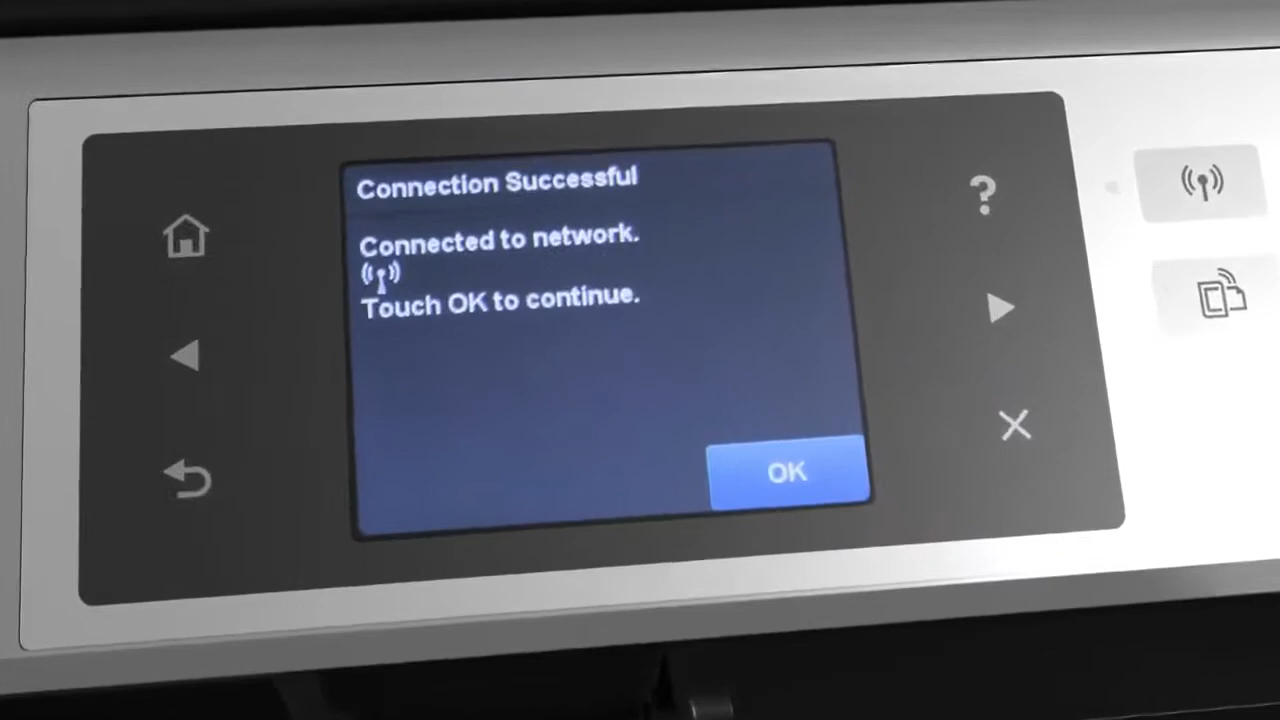 Connection Successful
Connected to network.
Touch OK to continue.
OK
?